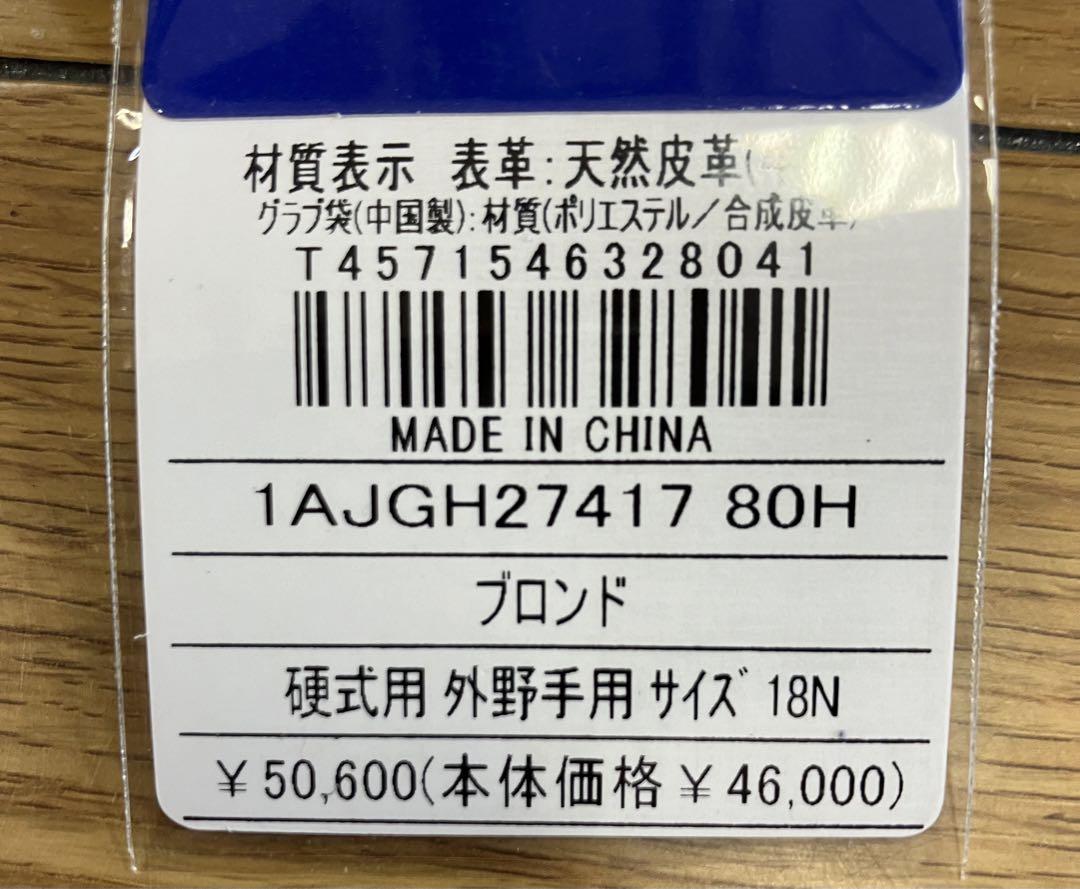 材質表示 表革:天然皮革(
グラブ袋(中国製):材質(ポリエステル/合成皮革)
T4571546328041
MADE IN CHINA
1AJGH27417 80H
ブロンド
硬式用 外野手用 サイズ 18N
¥50,600(本体価格¥46,000)